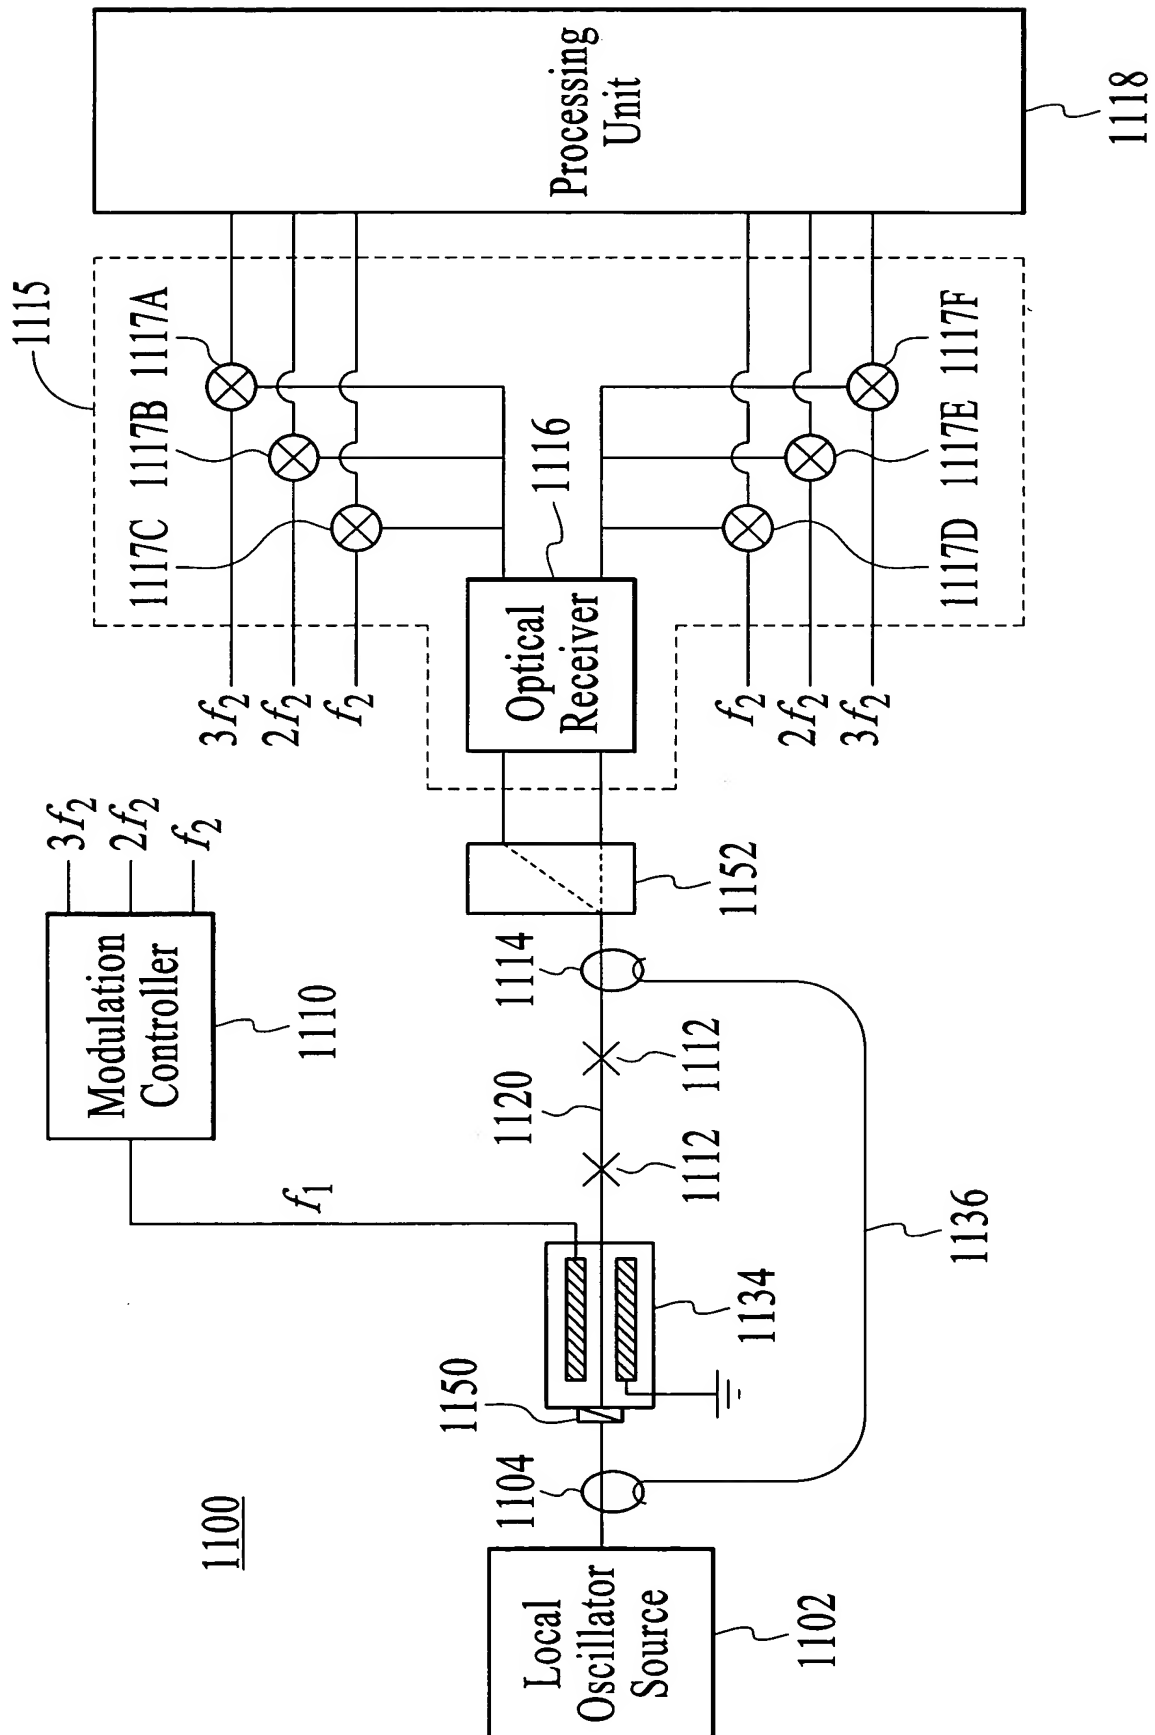 1100
Local
Oscillator
Source
1102
1104
1150
1134
1136
f1
Modulation
Controller
1110
3f2
2f2
f2
1112
1120
1112
1114
1152
1115
3f2
2f2
f2
1117C
1117B
1117A
Optical
Receiver
1116
f2
2f2
3f2
1117D
1117E
1117F
Processing
Unit
1118